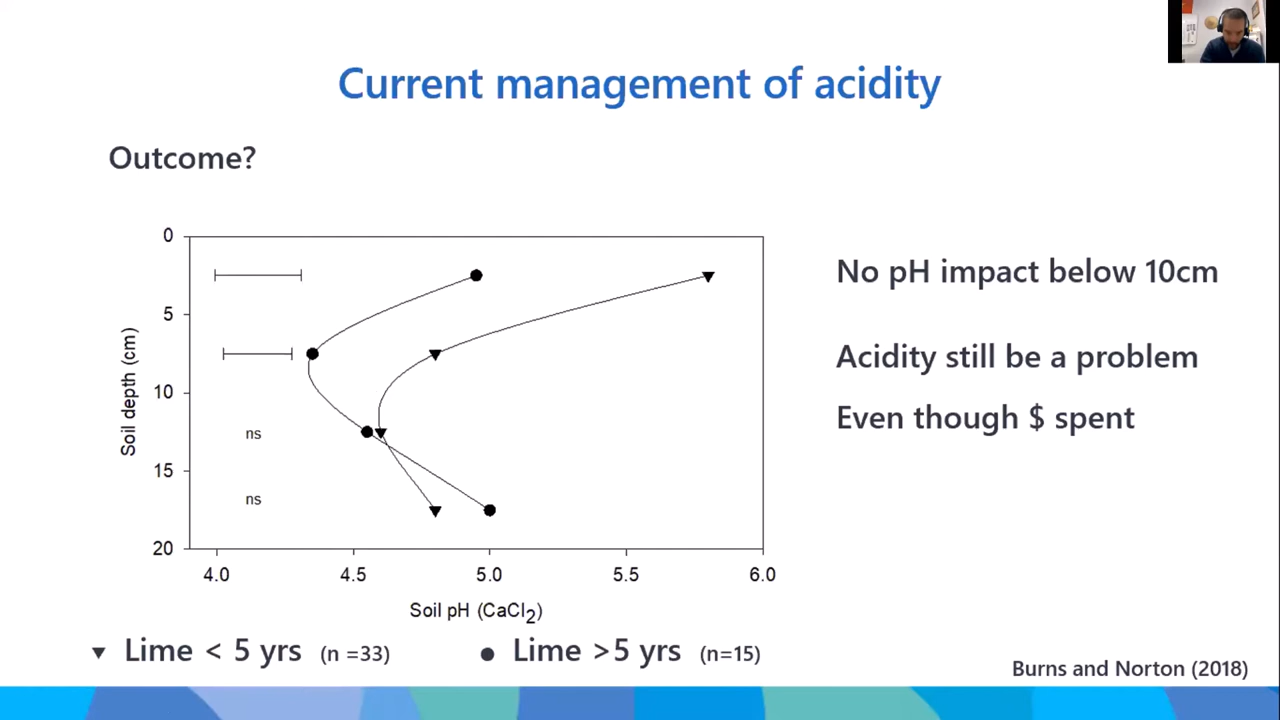 Current management of acidity
Outcome?
0
5
10
15
20
Soil depth (cm)
ns
ns
4.0 4.5 5.0 5.5 6.0
Soil pH (CaCl2)
Lime < 5 yrs (n =33)
Lime >5 yrs (n=15)
No pH impact below 10cm
Acidity still be a problem
Even though $ spent
Burns and Norton (2018)